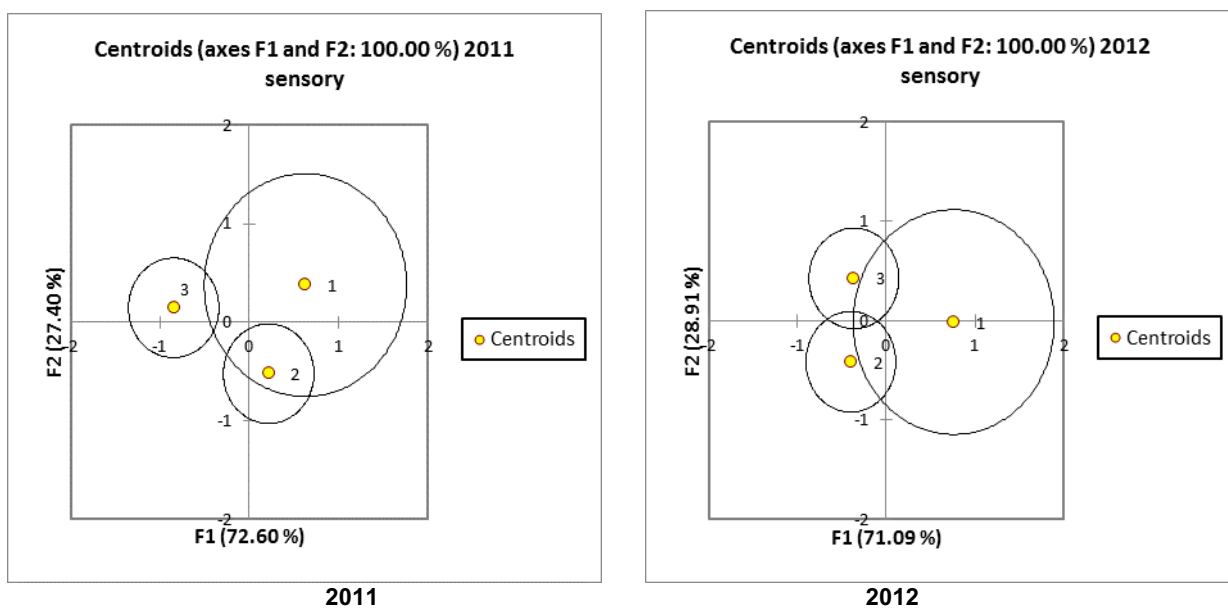 Centroids (axes F1 and F2: 100.00 %) 2011
sensory
2
1
3
1
0
-2
-1
0
1
2
2
-1
-2
F2 (27.40 %)
F1 (72.60 %)
Centroids
2011
Centroids (axes F1 and F2: 100.00 %) 2012
sensory
2
1
3
0
1
-2
-1
0
1
2
2
-1
-2
F2 (28.91 %)
F1 (71.09 %)
Centroids
2012